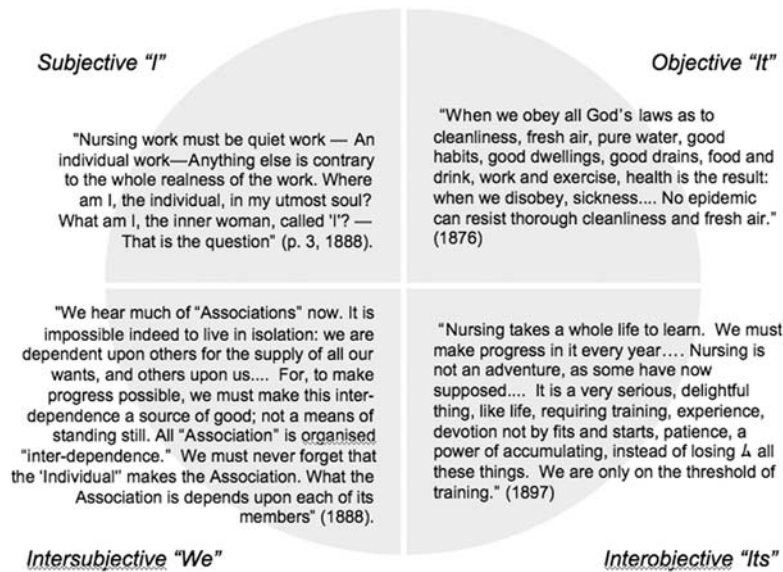 Subjective “I”
Objective “It”
"Nursing work must be quiet work — An
individual work—Anything else is contrary
to the whole realness of the work. Where
am I, the individual, in my utmost soul?
What am I, the inner woman, called 'I'? —
That is the question” (p. 3, 1888).
“When we obey all God’s laws as to
cleanliness, fresh air, pure water, good
habits, good dwellings, good drains, food and
drink, work and exercise, health is the result:
when we disobey, sickness.... No epidemic
can resist thorough cleanliness and fresh air.”
(1876)
"We hear much of “Associations” now. It is
impossible indeed to live in isolation: we are
dependent upon others for the supply of all our
wants, and others upon us.... For, to make
progress possible, we must make this inter-
dependence a source of good; not a means of
standing still. All “Association” is organised
“inter-dependence.” We must never forget that
the ‘Individual” makes the Association. What the
Association is depends upon each of its
members” (1888).
“Nursing takes a whole life to learn. We must
make progress in it every year.... Nursing is
not an adventure, as some have now
supposed.... It is a very serious, delightful
thing, like life, requiring training, experience,
devotion not by fits and starts, patience, a
power of accumulating, instead of losing all
these things. We are only on the threshold of
training.” (1897)
Intersubjective “We”
Interobjective “Its”